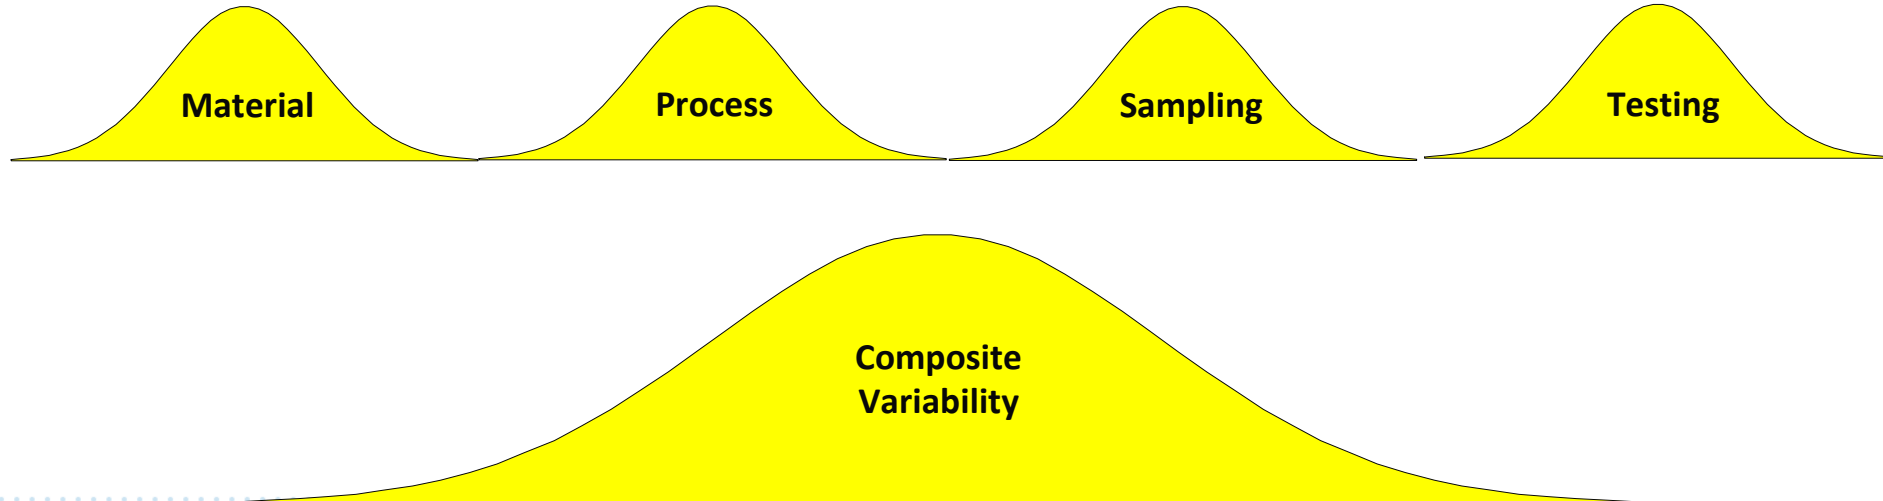 Material
Process
Sampling
Testing
Composite
Variability